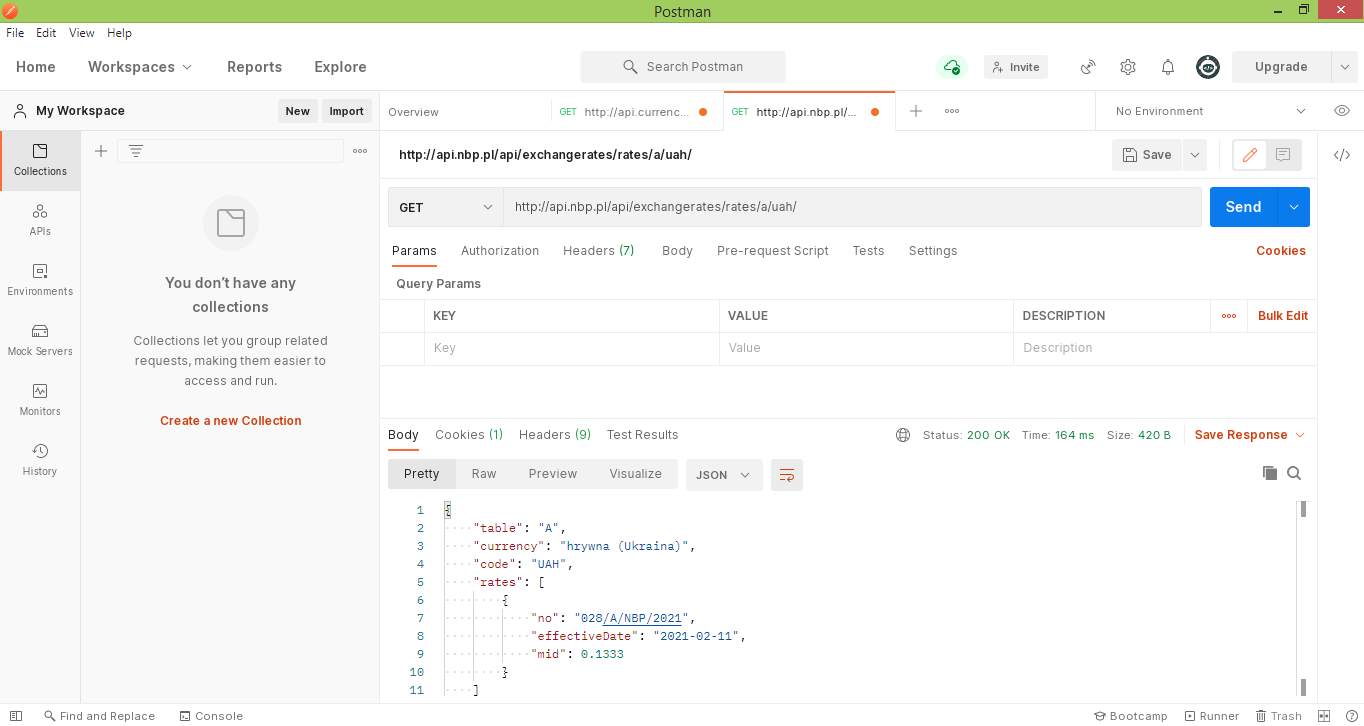 Postman
File Edit View Help
Home Workspaces Reports Explore Search Postman Invite Upgrade
My Workspace New Import Overview GET http://api.currenc... GET http://api.nbp.pl/... No Environment
Collections
APIs
Environments
Mock Servers
Monitors
History
You don't have any
collections
Collections let you group related
requests, making them easier to
access and run.
Create a new Collection
http://api.nbp.pl/api/exchangerates/rates/a/uah/ Save
GET http://api.nbp.pl/api/exchangerates/rates/a/uah/ Send
Params Authorization Headers (7) Body Pre-request Script Tests Settings Cookies
Query Params
KEY VALUE DESCRIPTION Bulk Edit
Key Value Description
Body Cookies (1) Headers (9) Test Results Status: 200 OK Time: 164 ms Size: 420 B Save Response
Pretty Raw Preview Visualize JSON
1 {
2 "table": "A",
3 "currency": "hrywna (Ukraina)",
4 "code": "UAH",
5 "rates": [
6 {
7 "no": "028/A/NBP/2021",
8 "effectiveDate": "2021-02-11",
9 "mid": 0.1333
10 }
11 ]
Find and Replace Console Bootcamp Runner Trash